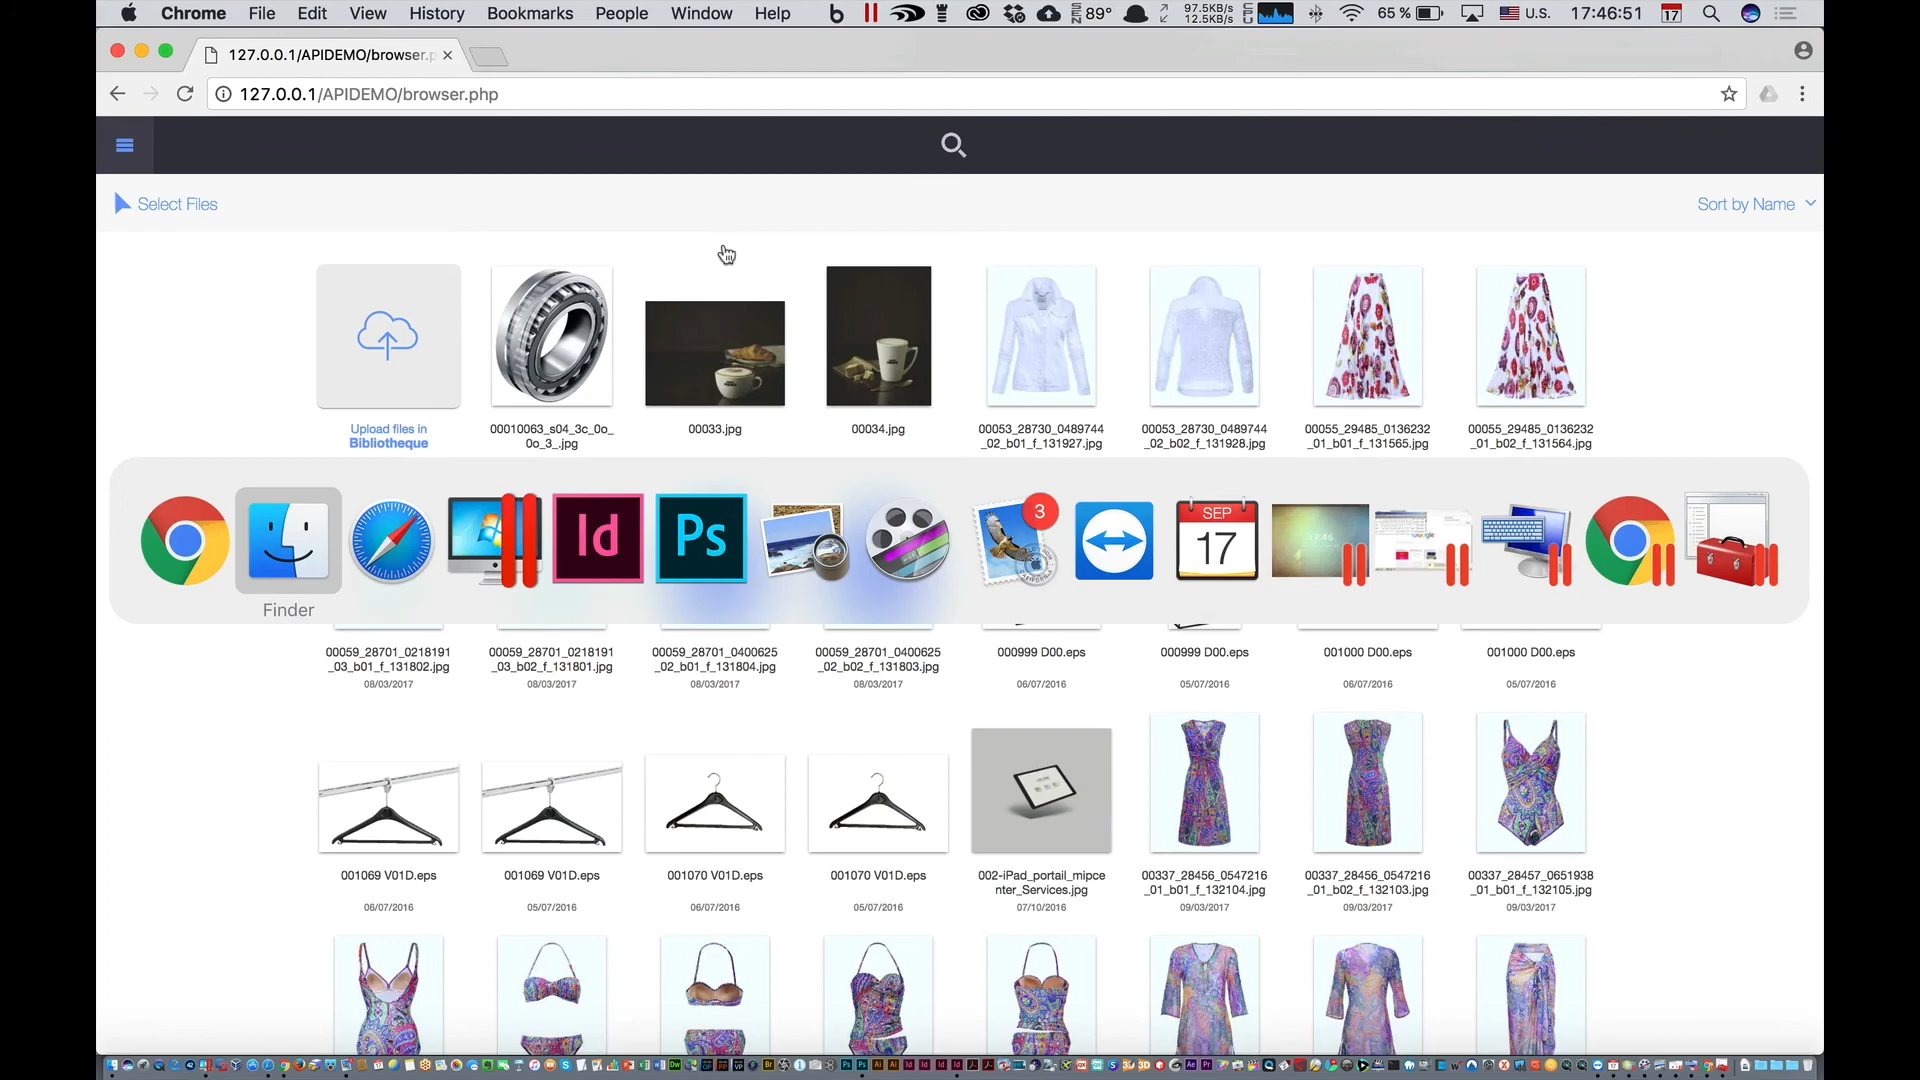 Chrome File Edit View History Bookmarks People Window Help 89° 97.5KB/s 12.5KB/s 65 % U.S. 17:46:51 17
127.0.0.1/APIDEMO/browser.p
127.0.0.1/APIDEMO/browser.php
Select Files
Sort by Name
Upload files in
Bibliotheque
00010063_s04_3c_0o_
0o_3_.jpg
00033.jpg
00034.jpg
00053_28730_0489744
_02_b01_f_131927.jpg
00053_28730_0489744
_02_b02_f_131928.jpg
00055_29485_0136232
_01_b01_f_131565.jpg
00055_29485_0136232
_01_b02_f_131564.jpg
Id
Ps
3
SEP
17
17:46
Google
Finder
00059_28701_0218191
_03_b01_f_131802.jpg
08/03/2017
00059_28701_0218191
_03_b02_f_131801.jpg
08/03/2017
00059_28701_0400625
_02_b01_f_131804.jpg
08/03/2017
00059_28701_0400625
_02_b02_f_131803.jpg
08/03/2017
000999 D00.eps
06/07/2016
000999 D00.eps
05/07/2016
001000 D00.eps
06/07/2016
001000 D00.eps
05/07/2016
001069 V01D.eps
06/07/2016
001069 V01D.eps
05/07/2016
001070 V01D.eps
06/07/2016
001070 V01D.eps
05/07/2016
002-iPad_portail_mipce
nter_Services.jpg
07/10/2016
00337_28456_0547216
_01_b01_f_132104.jpg
09/03/2017
00337_28456_0547216
_01_b02_f_132103.jpg
09/03/2017
00337_28457_0651938
_01_b01_f_132105.jpg
09/03/2017